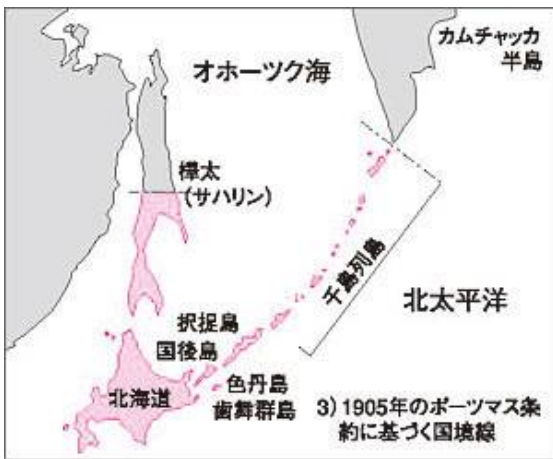 カムチャッカ
半島
オホーツク海
樺太
(サハリン)
千島列島
北太平洋
択捉島
国後島
北海道
色丹島
歯舞群島
3) 1905年のポーツマス条
約に基づく国境線